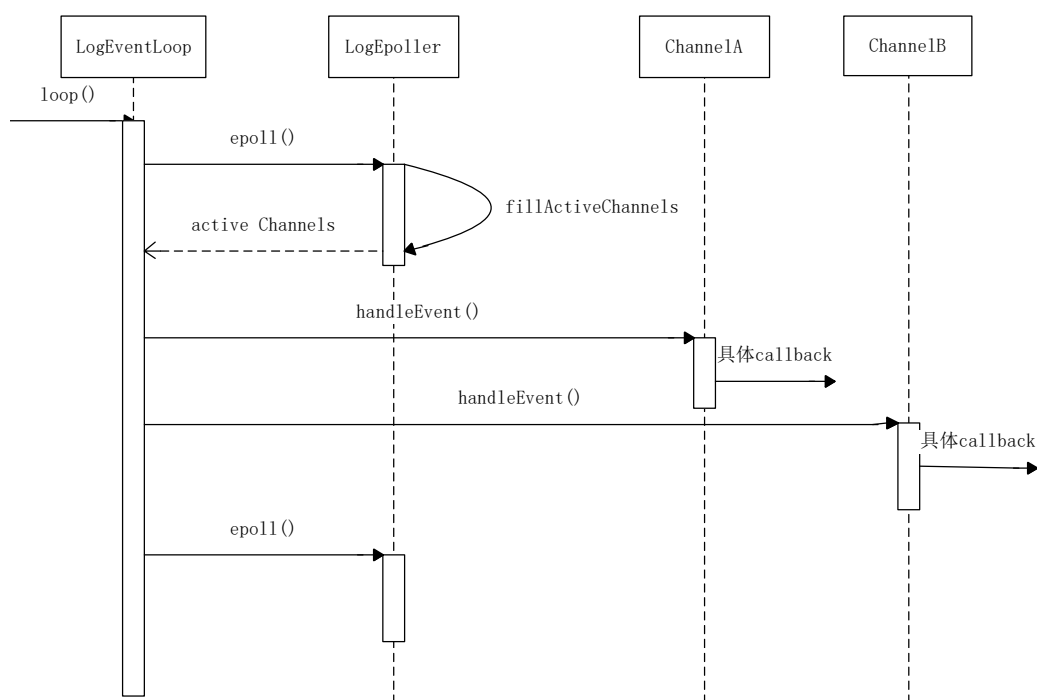 LogEventLoop
LogEpoller
ChannelA
ChannelB
loop()
epoll()
fillActiveChannels
active Channels
handleEvent()
具体callback
handleEvent()
具体callback
epoll()